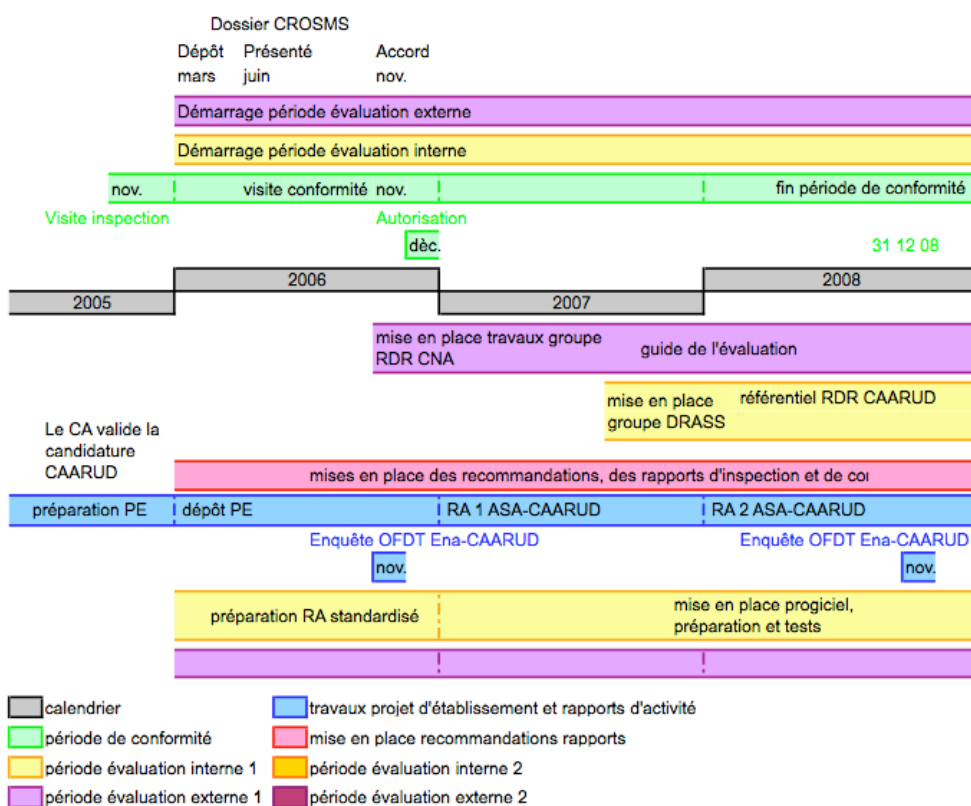 Dossier CROSMS
Dépôt Présenté Accord
mars juin nov.
Démarrage période évaluation externe
Démarrage période évaluation interne
nov. visite conformité nov. fin période de conformité
Visite inspection Autorisation
dèc. 31 12 08
2006 2008
2005 2007
mise en place travaux groupe
RDR CNA
guide de l'évaluation
mise en place
groupe DRASS
référentiel RDR CAARUD
Le CA valide la
candidature
CAARUD
mises en place des recommandations, des rapports d'inspection et de
préparation PE dépôt PE RA 1 ASA-CAARUD RA 2 ASA-CAARUD
Enquête OFDT Ena-CAARUD Enquête OFDT Ena-CAARUD
nov. nov.
préparation RA standardisé
mise en place progiciel,
préparation et tests
calendrier travaux projet d'établissement et rapports d'activité
période de conformité mise en place recommandations rapports
période évaluation interne 1 période évaluation interne 2
période évaluation externe 1 période évaluation externe 2